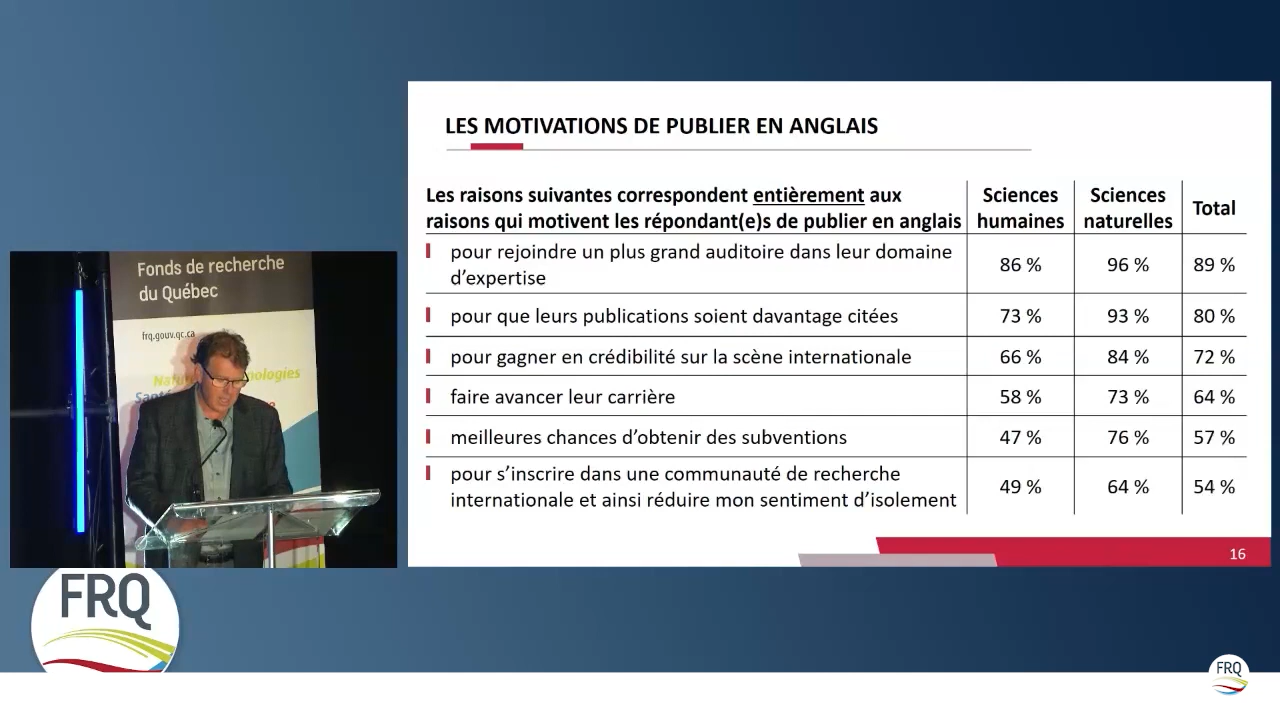 LES MOTIVATIONS DE PUBLIER EN ANGLAIS
Les raisons suivantes correspondent entièrement aux
raisons qui motivent les répondant(e)s de publier en anglais
Sciences
humaines
Sciences
naturelles
Total
pour rejoindre un plus grand auditoire dans leur domaine
d'expertise
86 % 96 % 89 %
pour que leurs publications soient davantage citées 73 % 93 % 80 %
pour gagner en crédibilité sur la scène internationale 66 % 84 % 72 %
faire avancer leur carrière 58 % 73 % 64 %
meilleures chances d'obtenir des subventions 47 % 76 % 57 %
pour s'inscrire dans une communauté de recherche
internationale et ainsi réduire mon sentiment d'isolement
49 % 64 % 54 %
16
Fonds de recherche
du Québec
frq.gouv.qc.ca
FRQ
FRQ